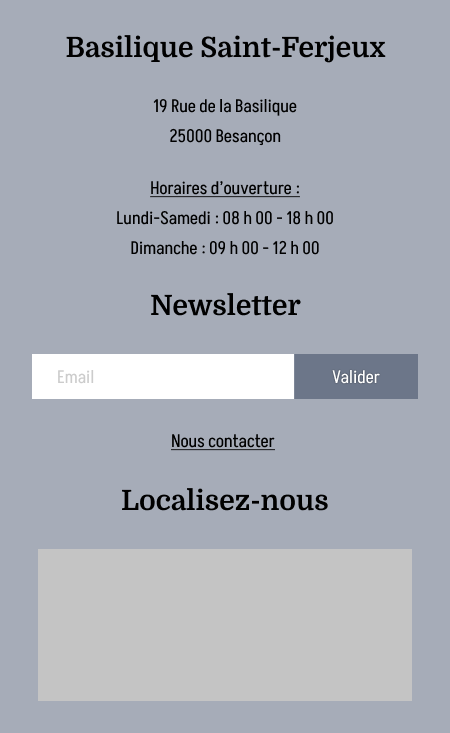 Basilique Saint-Ferjeux
19 Rue de la Basilique
25000 Besançon
Horaires d'ouverture :
Lundi-Samedi : 08 h 00 - 18 h 00
Dimanche : 09 h 00 - 12 h 00
Newsletter
Email Valider
Nous contacter
Localisez-nous